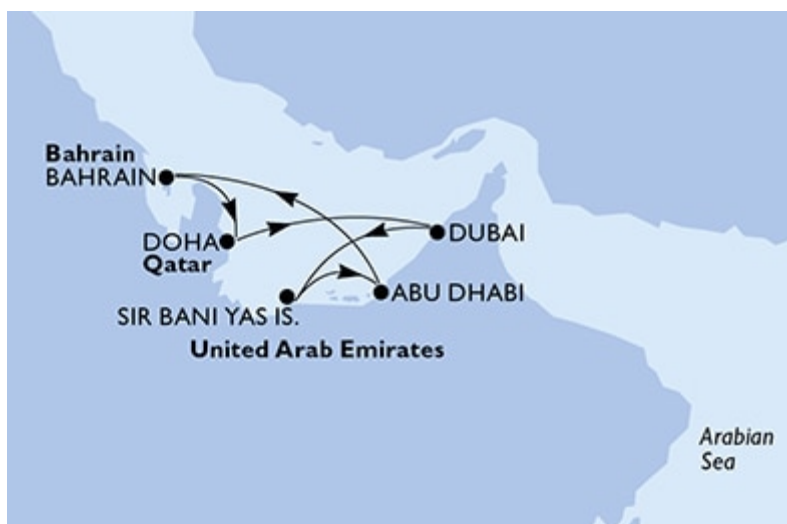 Bahrain
BAHRAIN
DOHA
Qatar
DUBAI
ABU DHABI
SIR BANI YAS IS.
United Arab Emirates
Arabian
Sea